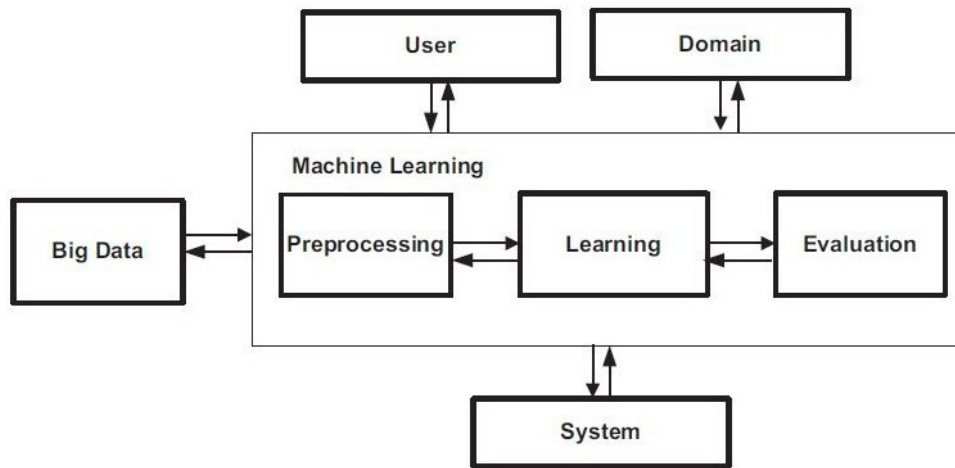 User
Domain
Machine Learning
Big Data
Preprocessing
Learning
Evaluation
System